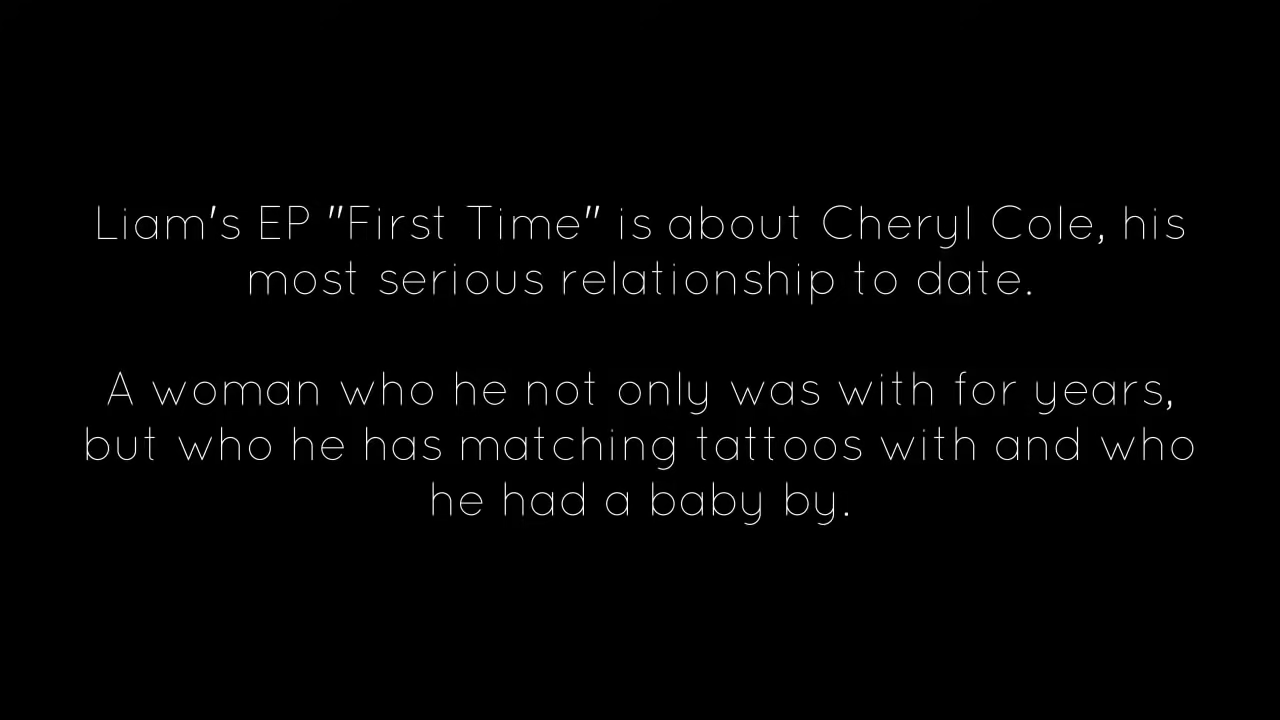 Liam's EP "First Time" is about Cheryl Cole, his
most serious relationship to date.
A woman who he not only was with for years,
but who he has matching tattoos with and who
he had a baby by.